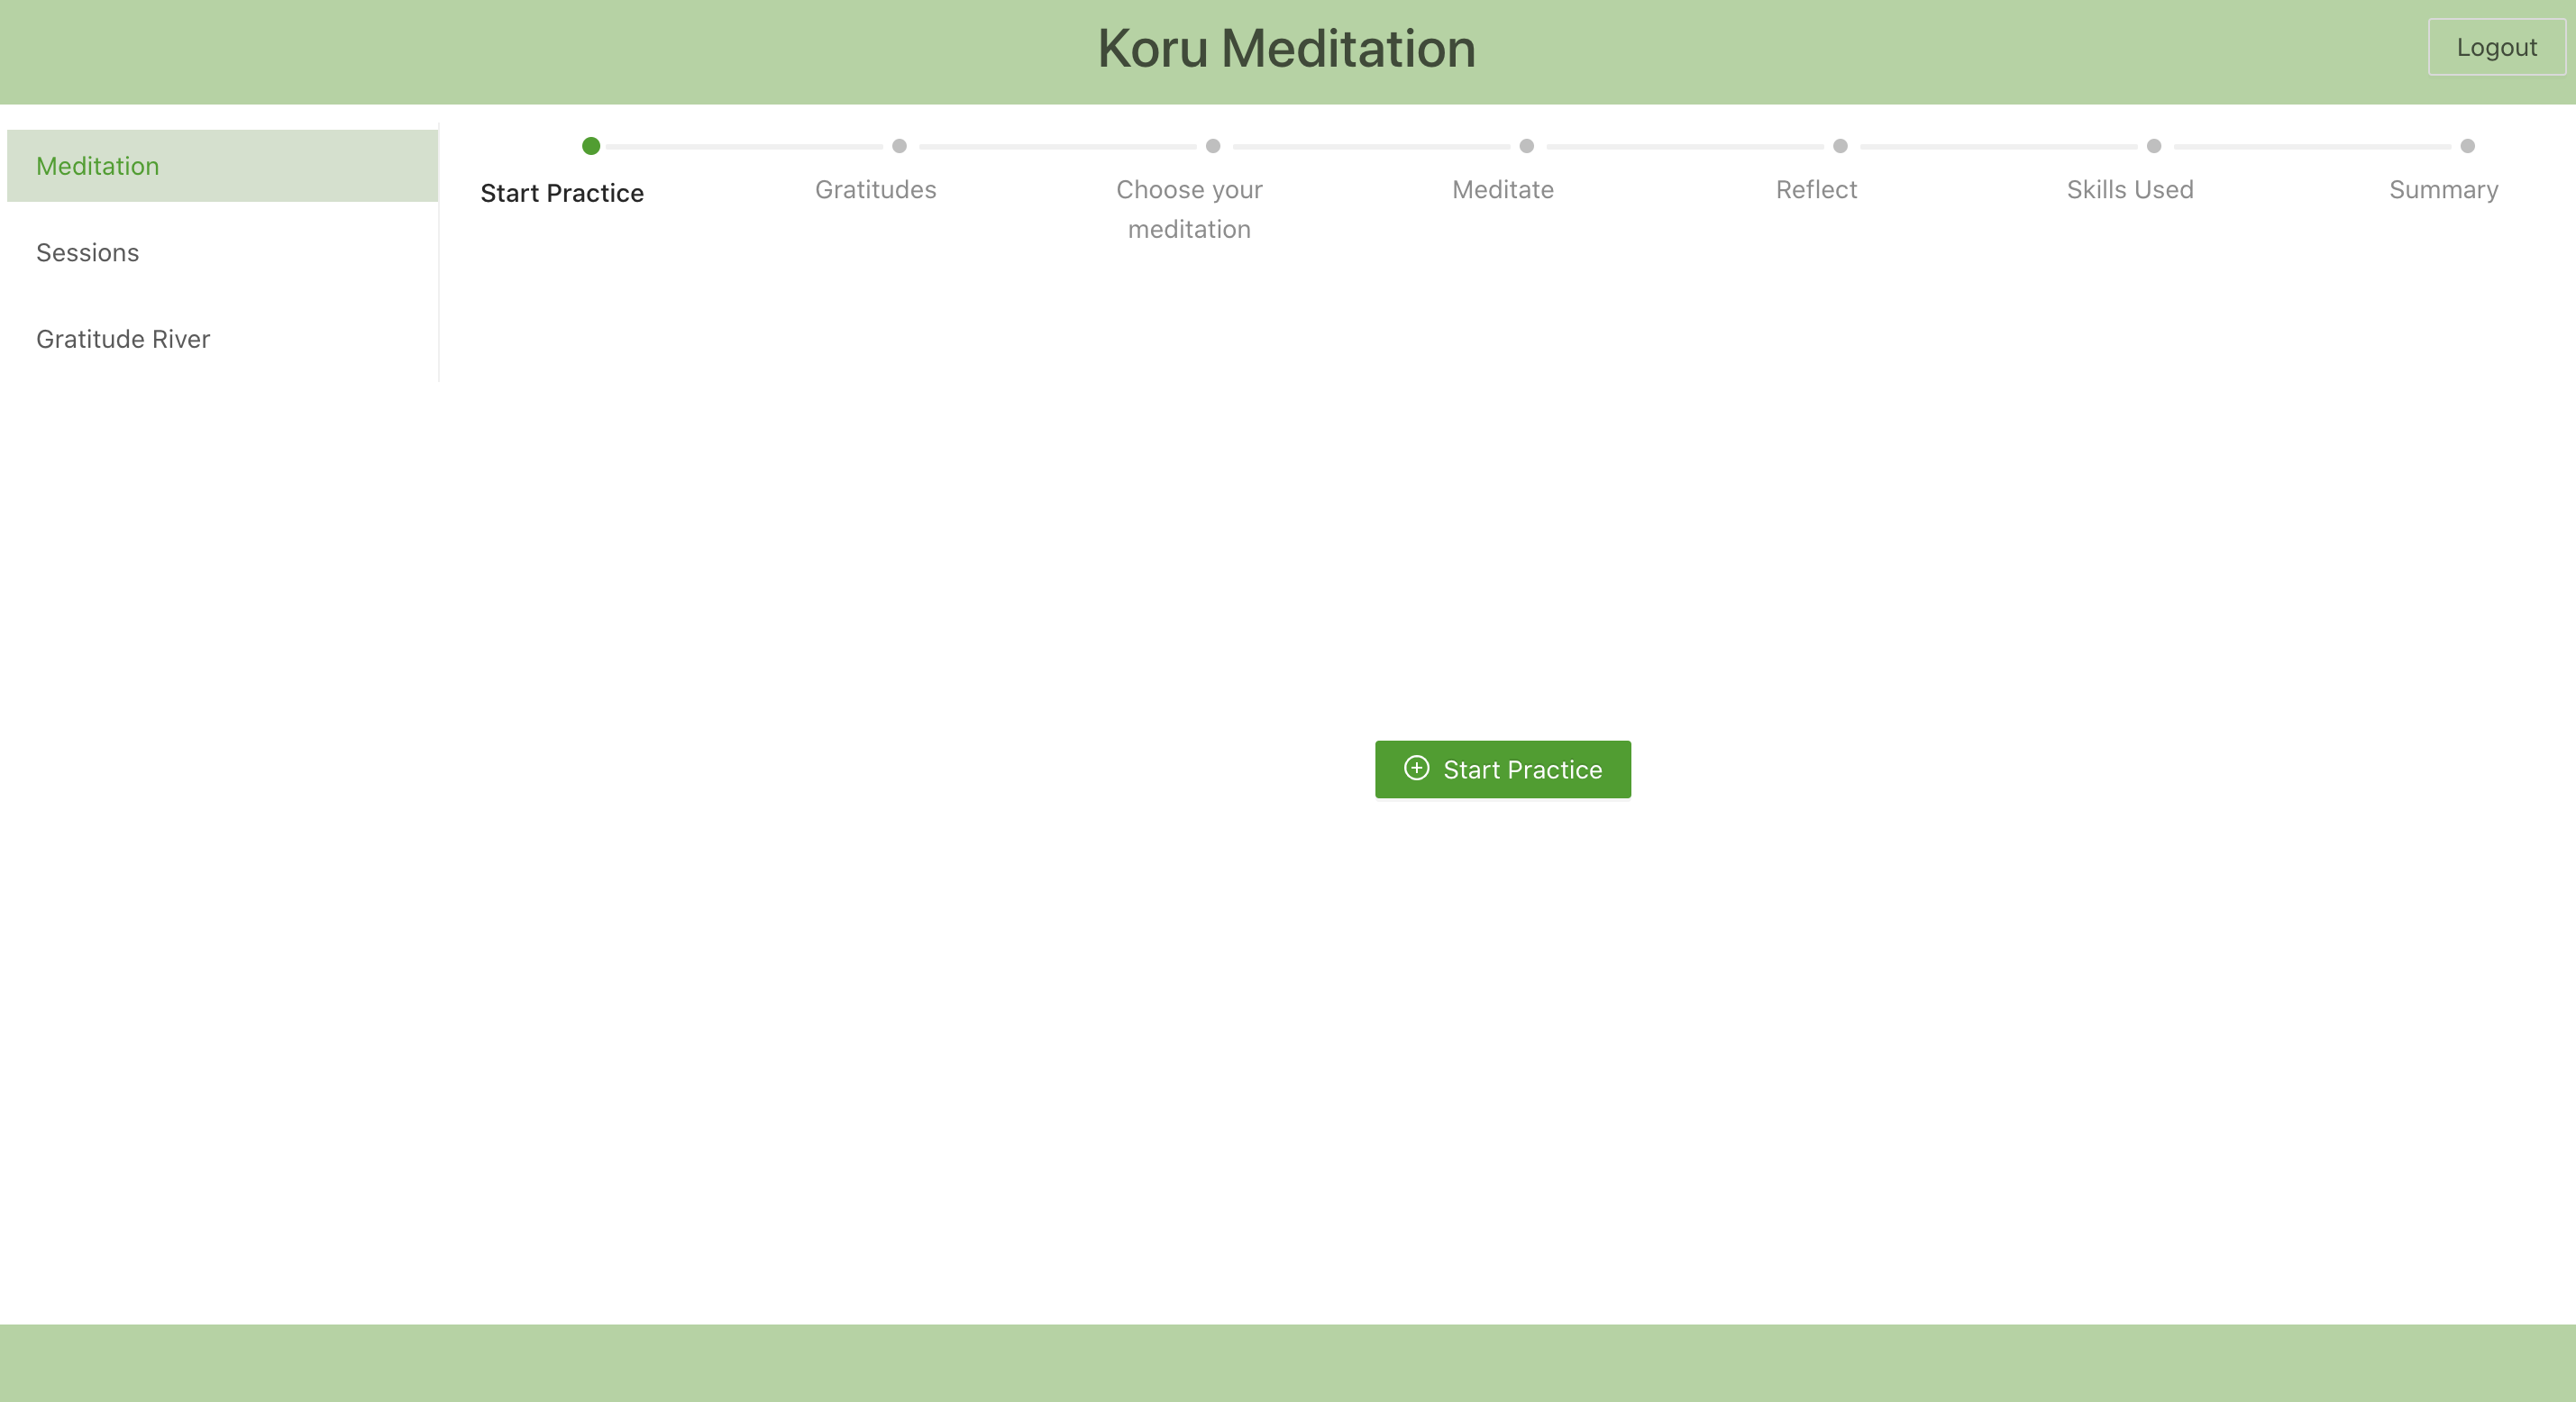 Koru Meditation
Logout
Meditation
Sessions
Gratitude River
Start Practice
Gratitudes
Choose your
meditation
Meditate
Reflect
Skills Used
Summary
Start Practice